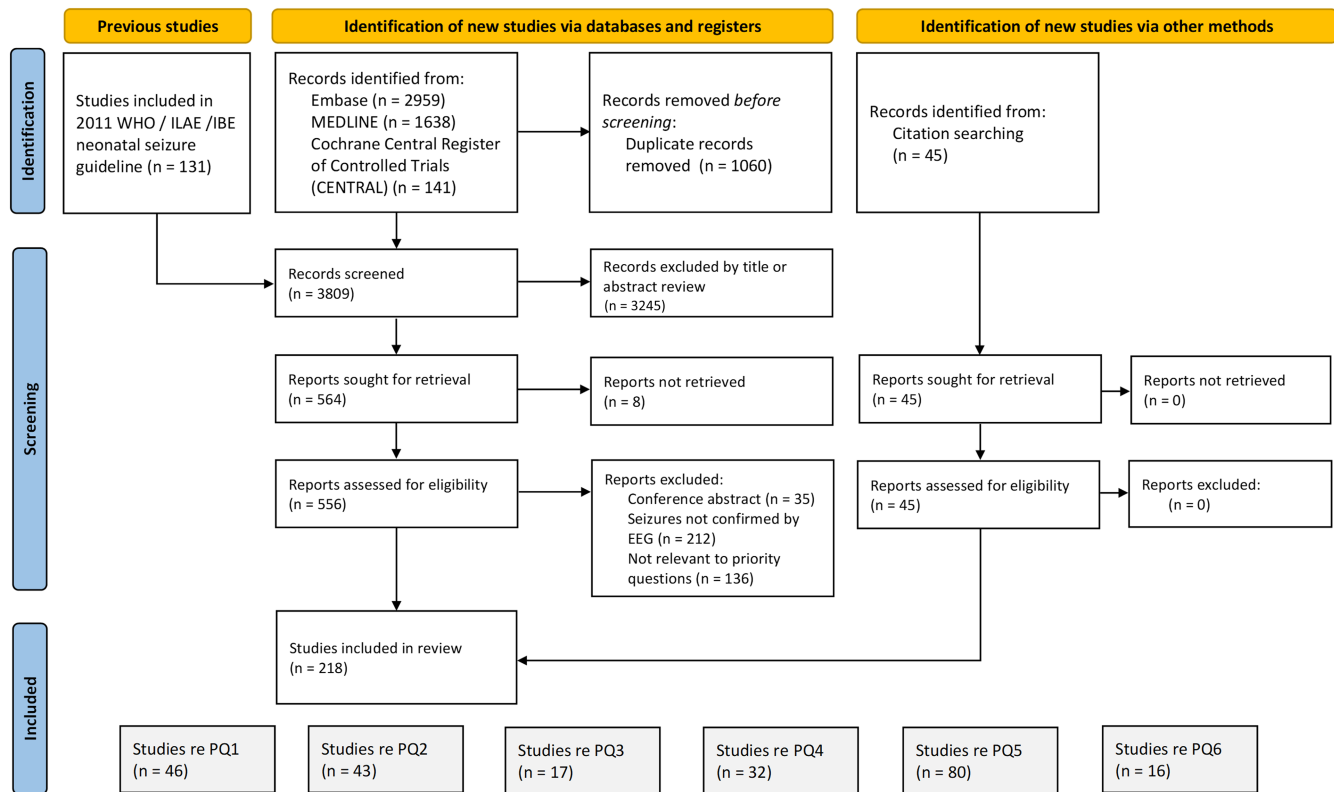 Previous studies
Identification of new studies via databases and registers
Identification of new studies via other methods
Identification
Studies included in
2011 WHO / ILAE /IBE
neonatal seizure
guideline (n = 131)
Records identified from:
Embase (n = 2959)
MEDLINE (n = 1638)
Cochrane Central Register
of Controlled Trials
(CENTRAL) (n = 141)
Records removed before
screening:
Duplicate records
removed (n = 1060)
Records identified from:
Citation searching
(n = 45)
Screening
Records screened
(n = 3809)
Records excluded by title or
abstract review
(n = 3245)
Reports sought for retrieval
(n = 564)
Reports not retrieved
(n = 8)
Reports sought for retrieval
(n = 45)
Reports not retrieved
(n = 0)
Reports assessed for eligibility
(n = 556)
Reports excluded:
Conference abstract (n = 35)
Seizures not confirmed by
EEG (n = 212)
Not relevant to priority
questions (n = 136)
Reports assessed for eligibility
(n = 45)
Reports excluded:
(n = 0)
Included
Studies included in review
(n = 218)
Studies re PQ1
(n = 46)
Studies re PQ2
(n = 43)
Studies re PQ3
(n = 17)
Studies re PQ4
(n = 32)
Studies re PQ5
(n = 80)
Studies re PQ6
(n = 16)